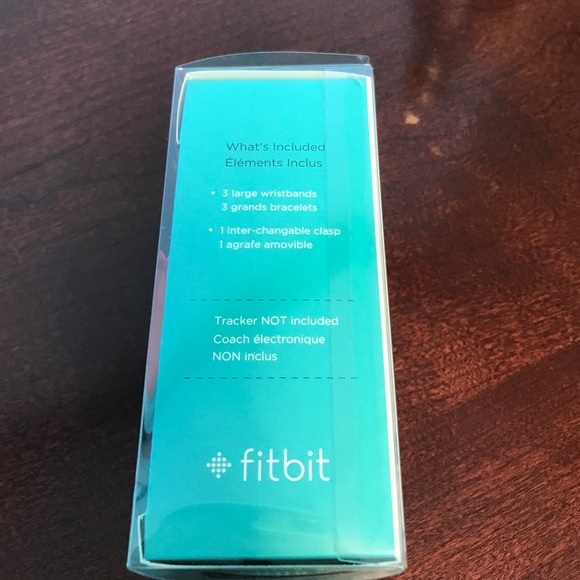 What's Included
Éléments Inclus
• 3 large wristbands
3 grands bracelets
• 1 inter-changable clasp
1 agrafe amovible
Tracker NOT included
Coach électronique
NON inclus
fitbit